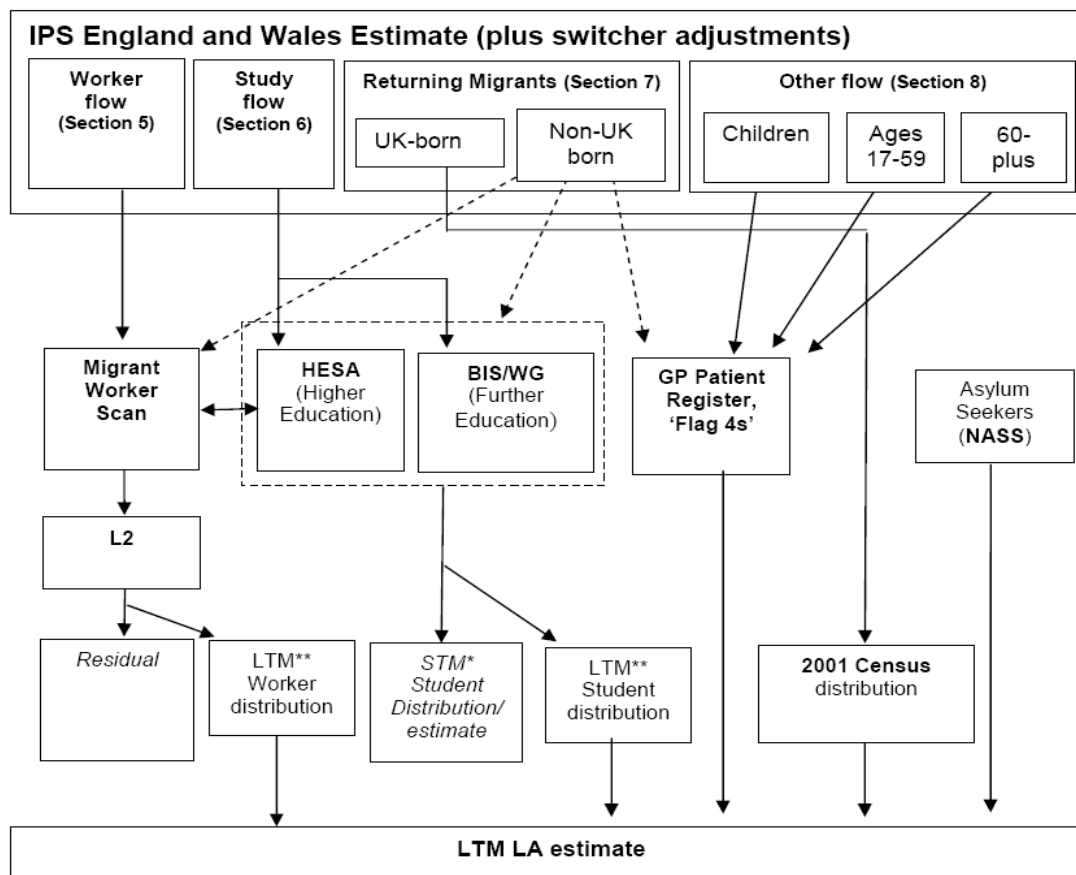 IPS England and Wales Estimate (plus switcher adjustments)
Worker
flow
(Section 5)
Study
flow
(Section 6)
Returning Migrants (Section 7)
UK-born
Non-UK
born
Other flow (Section 8)
Children
Ages
17-59
60-
plus
Migrant
Worker
Scan
HESA
(Higher
Education)
BIS/WG
(Further
Education)
GP Patient
Register,
‘Flag 4s’
Asylum
Seekers
(NASS)
L2
Residual
LTM**
Worker
distribution
STM*
Student
Distribution/
estimate
LTM**
Student
distribution
2001 Census
distribution
LTM LA estimate